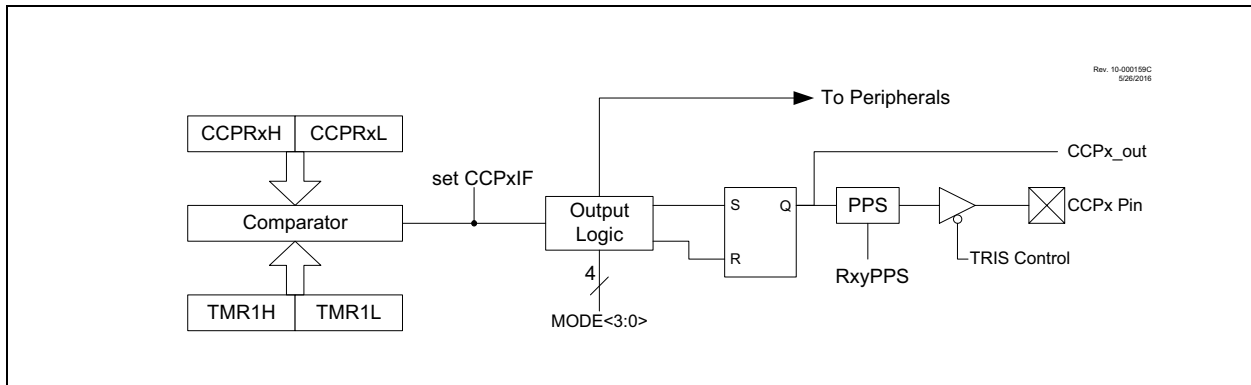 Rev. 10-000159C
5/26/2016
To Peripherals
CCPRxH CCPRxL
CCPx_out
set CCPxIF
S Q
PPS
CCPx Pin
Comparator
Output
Logic
R
TRIS Control
RxyPPS
4
TMR1H TMR1L
MODE<3:0>